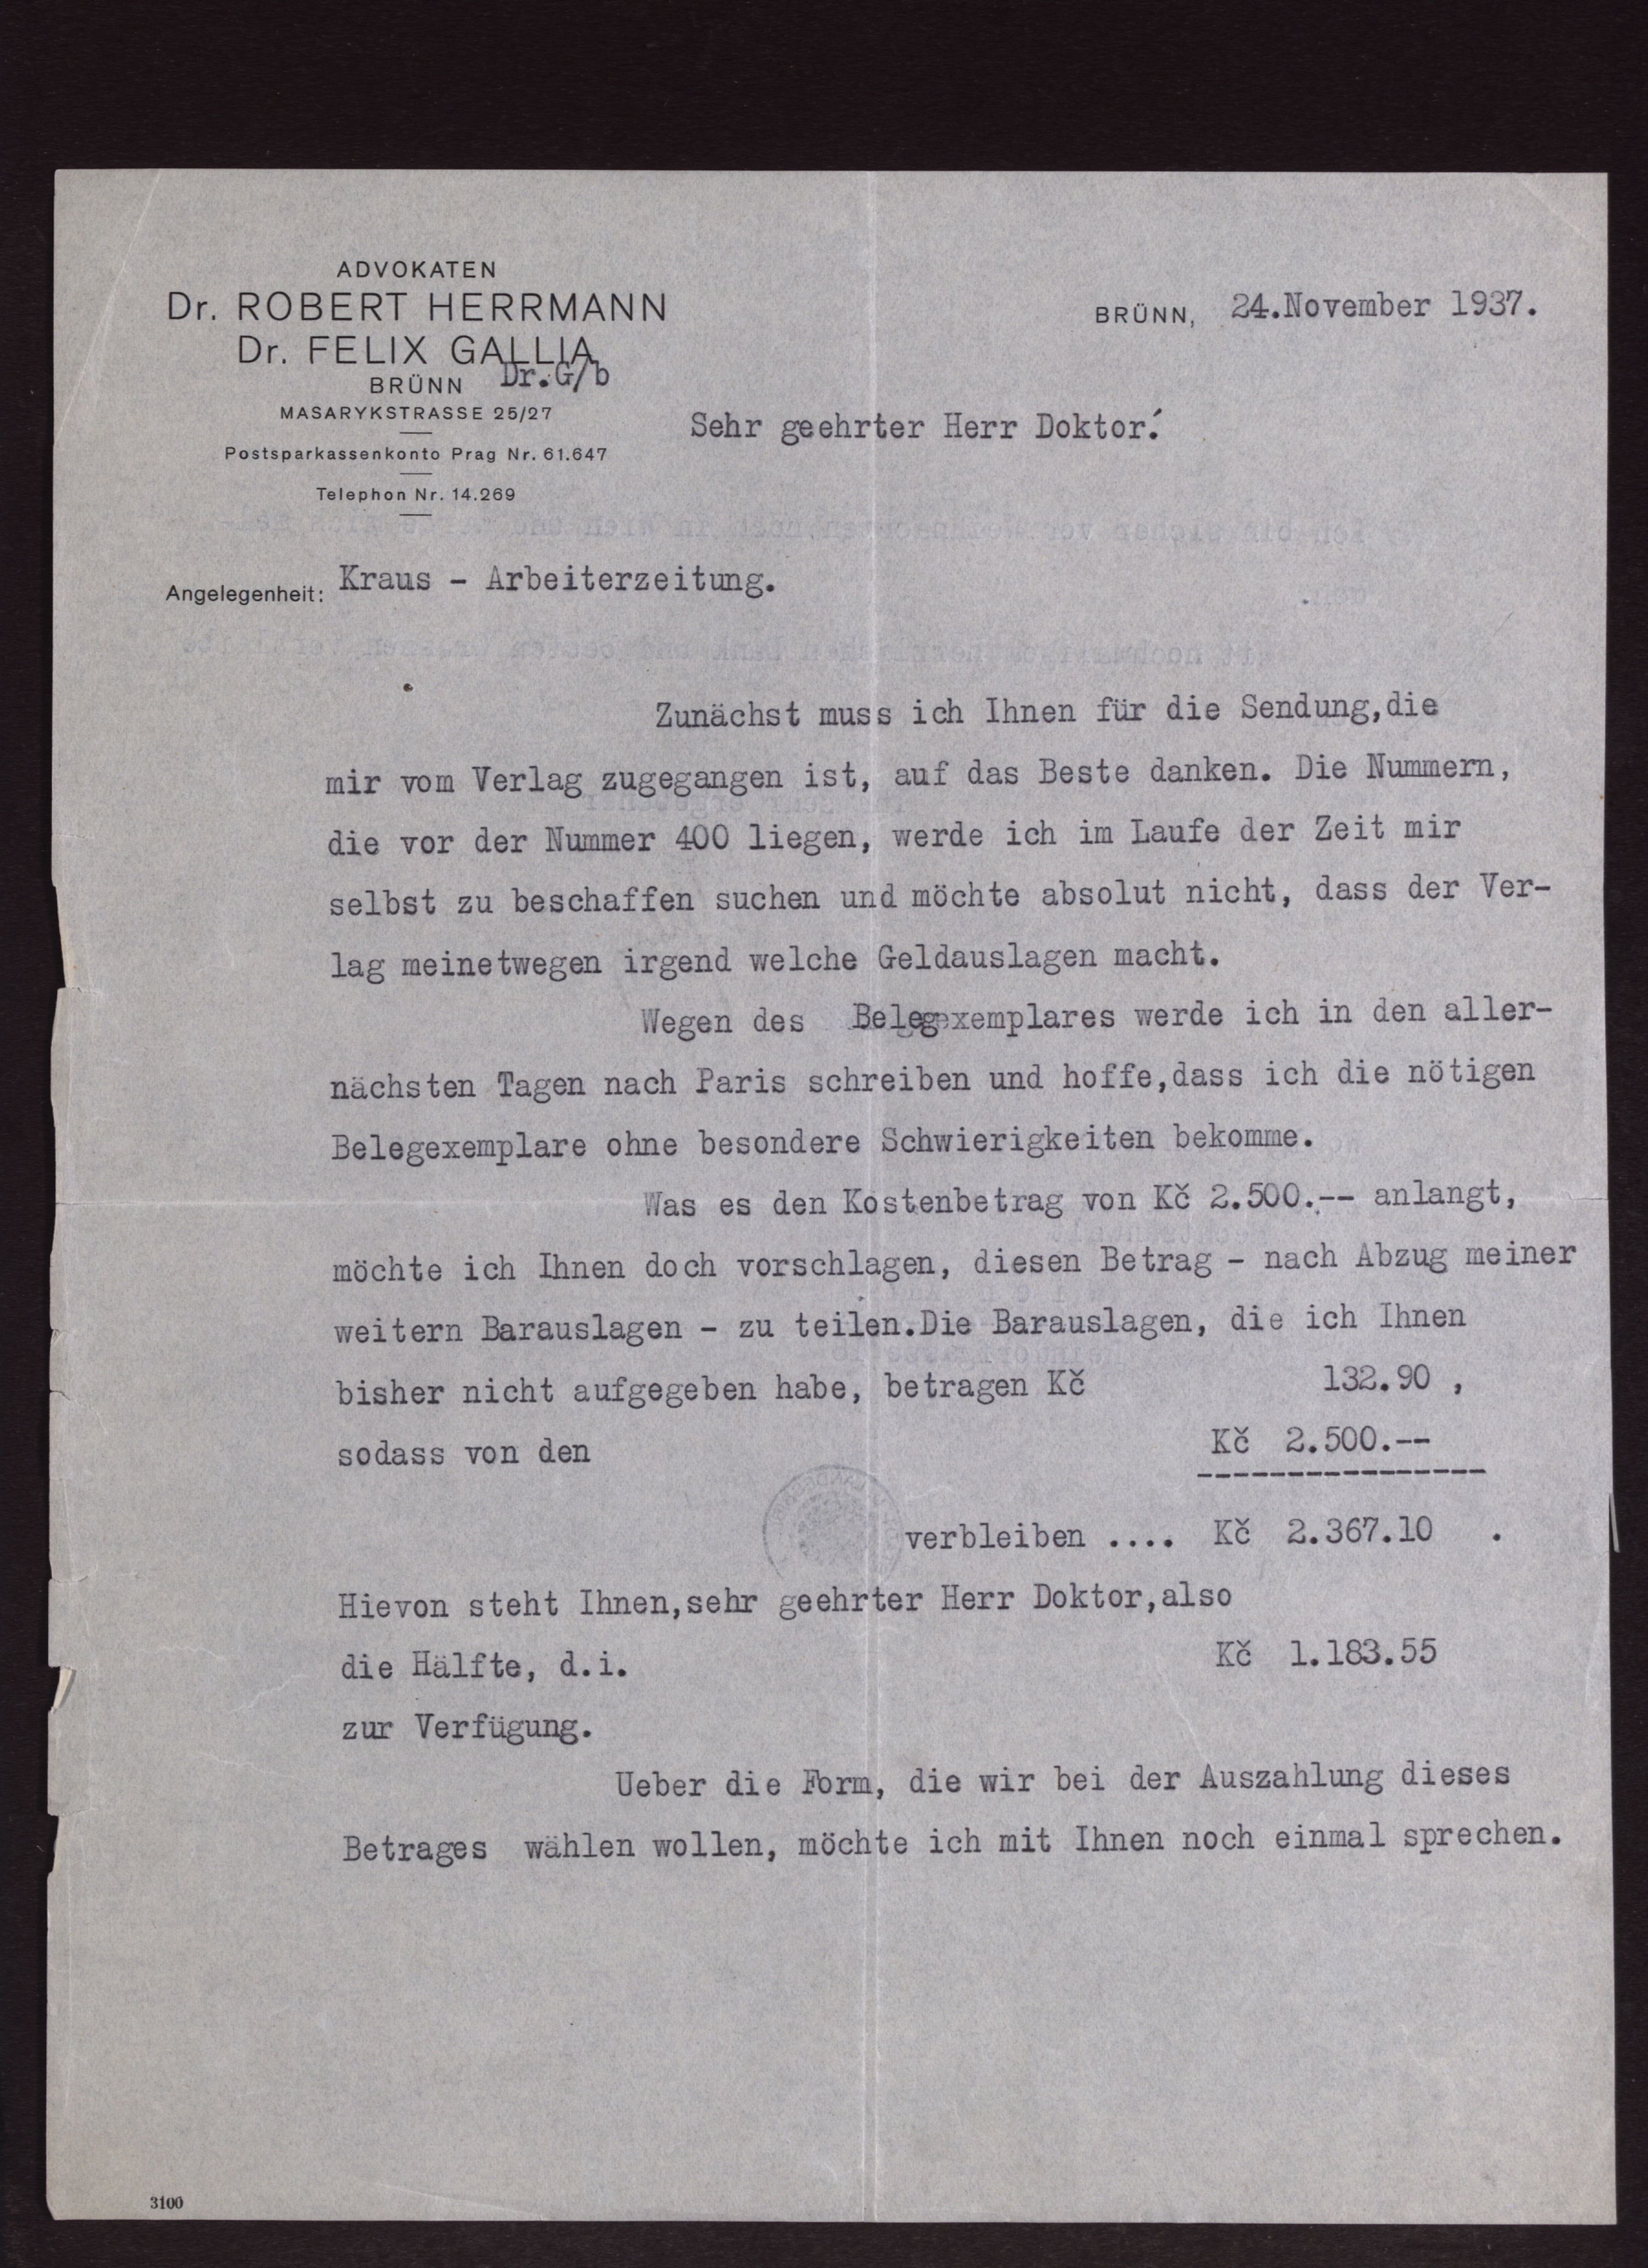 ADVOKATEN
Dr. ROBERT HERRMANN
Dr. FELIX GALLIA
BRÜNN Dr.G/b
MASARYKSTRASSE 25/27
Postsparkassenkonto Prag Nr. 61.647
Telephon Nr. 14.269
BRÜNN, 24.November 1937.
Sehr geehrter Herr Doktor!
Angelegenheit: Kraus - Arbeiterzeitung.
Zunächst muss ich Ihnen für die Sendung,die
mir vom Verlag zugegangen ist, auf das Beste danken. Die Nummern,
die vor der Nummer 400 liegen, werde ich im Laufe der Zeit mir
selbst zu beschaffen suchen und möchte absolut nicht, dass der Ver-
lag meinetwegen irgend welche Geldauslagen macht.
Wegen des Belegexemplares werde ich in den aller-
nächsten Tagen nach Paris schreiben und hoffe,dass ich die nötigen
Belegexemplare ohne besondere Schwierigkeiten bekomme.
Was es den Kostenbetrag von Kč 2.500.-- anlangt,
möchte ich Ihnen doch vorschlagen, diesen Betrag - nach Abzug meiner
weitern Barauslagen - zu teilen.Die Barauslagen, die ich Ihnen
bisher nicht aufgegeben habe, betragen Kč 132.90 ,
sodass von den Kč 2.500.--
----------------
verbleiben .... Kč 2.367.10 .
Hievon steht Ihnen,sehr geehrter Herr Doktor,also
die Hälfte, d.i. Kč 1.183.55
zur Verfügung.
Ueber die Form, die wir bei der Auszahlung dieses
Betrages wählen wollen, möchte ich mit Ihnen noch einmal sprechen.
3100